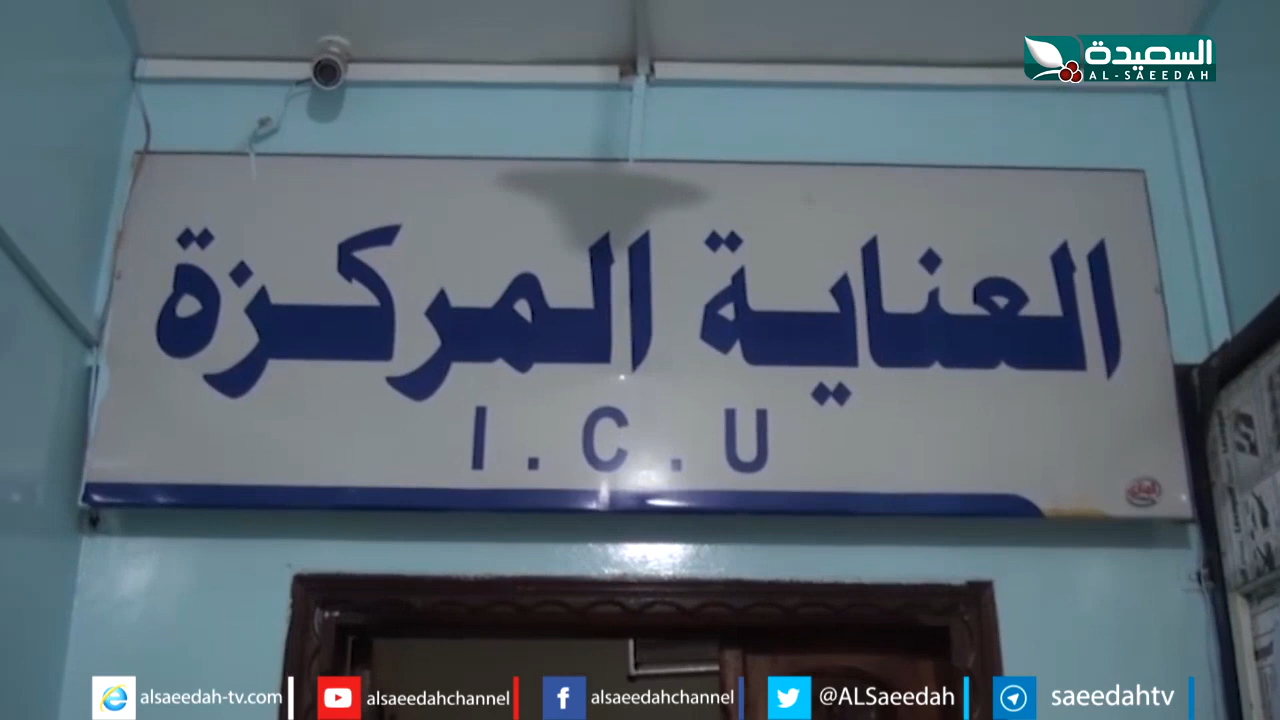 السعيدة
AL-SAEEDAH
العناية المركزة
I.C.U
alsaeedah-tv.com
alsaeedahchannel
alsaeedahchannel
@ALSaeedah
saeedahtv